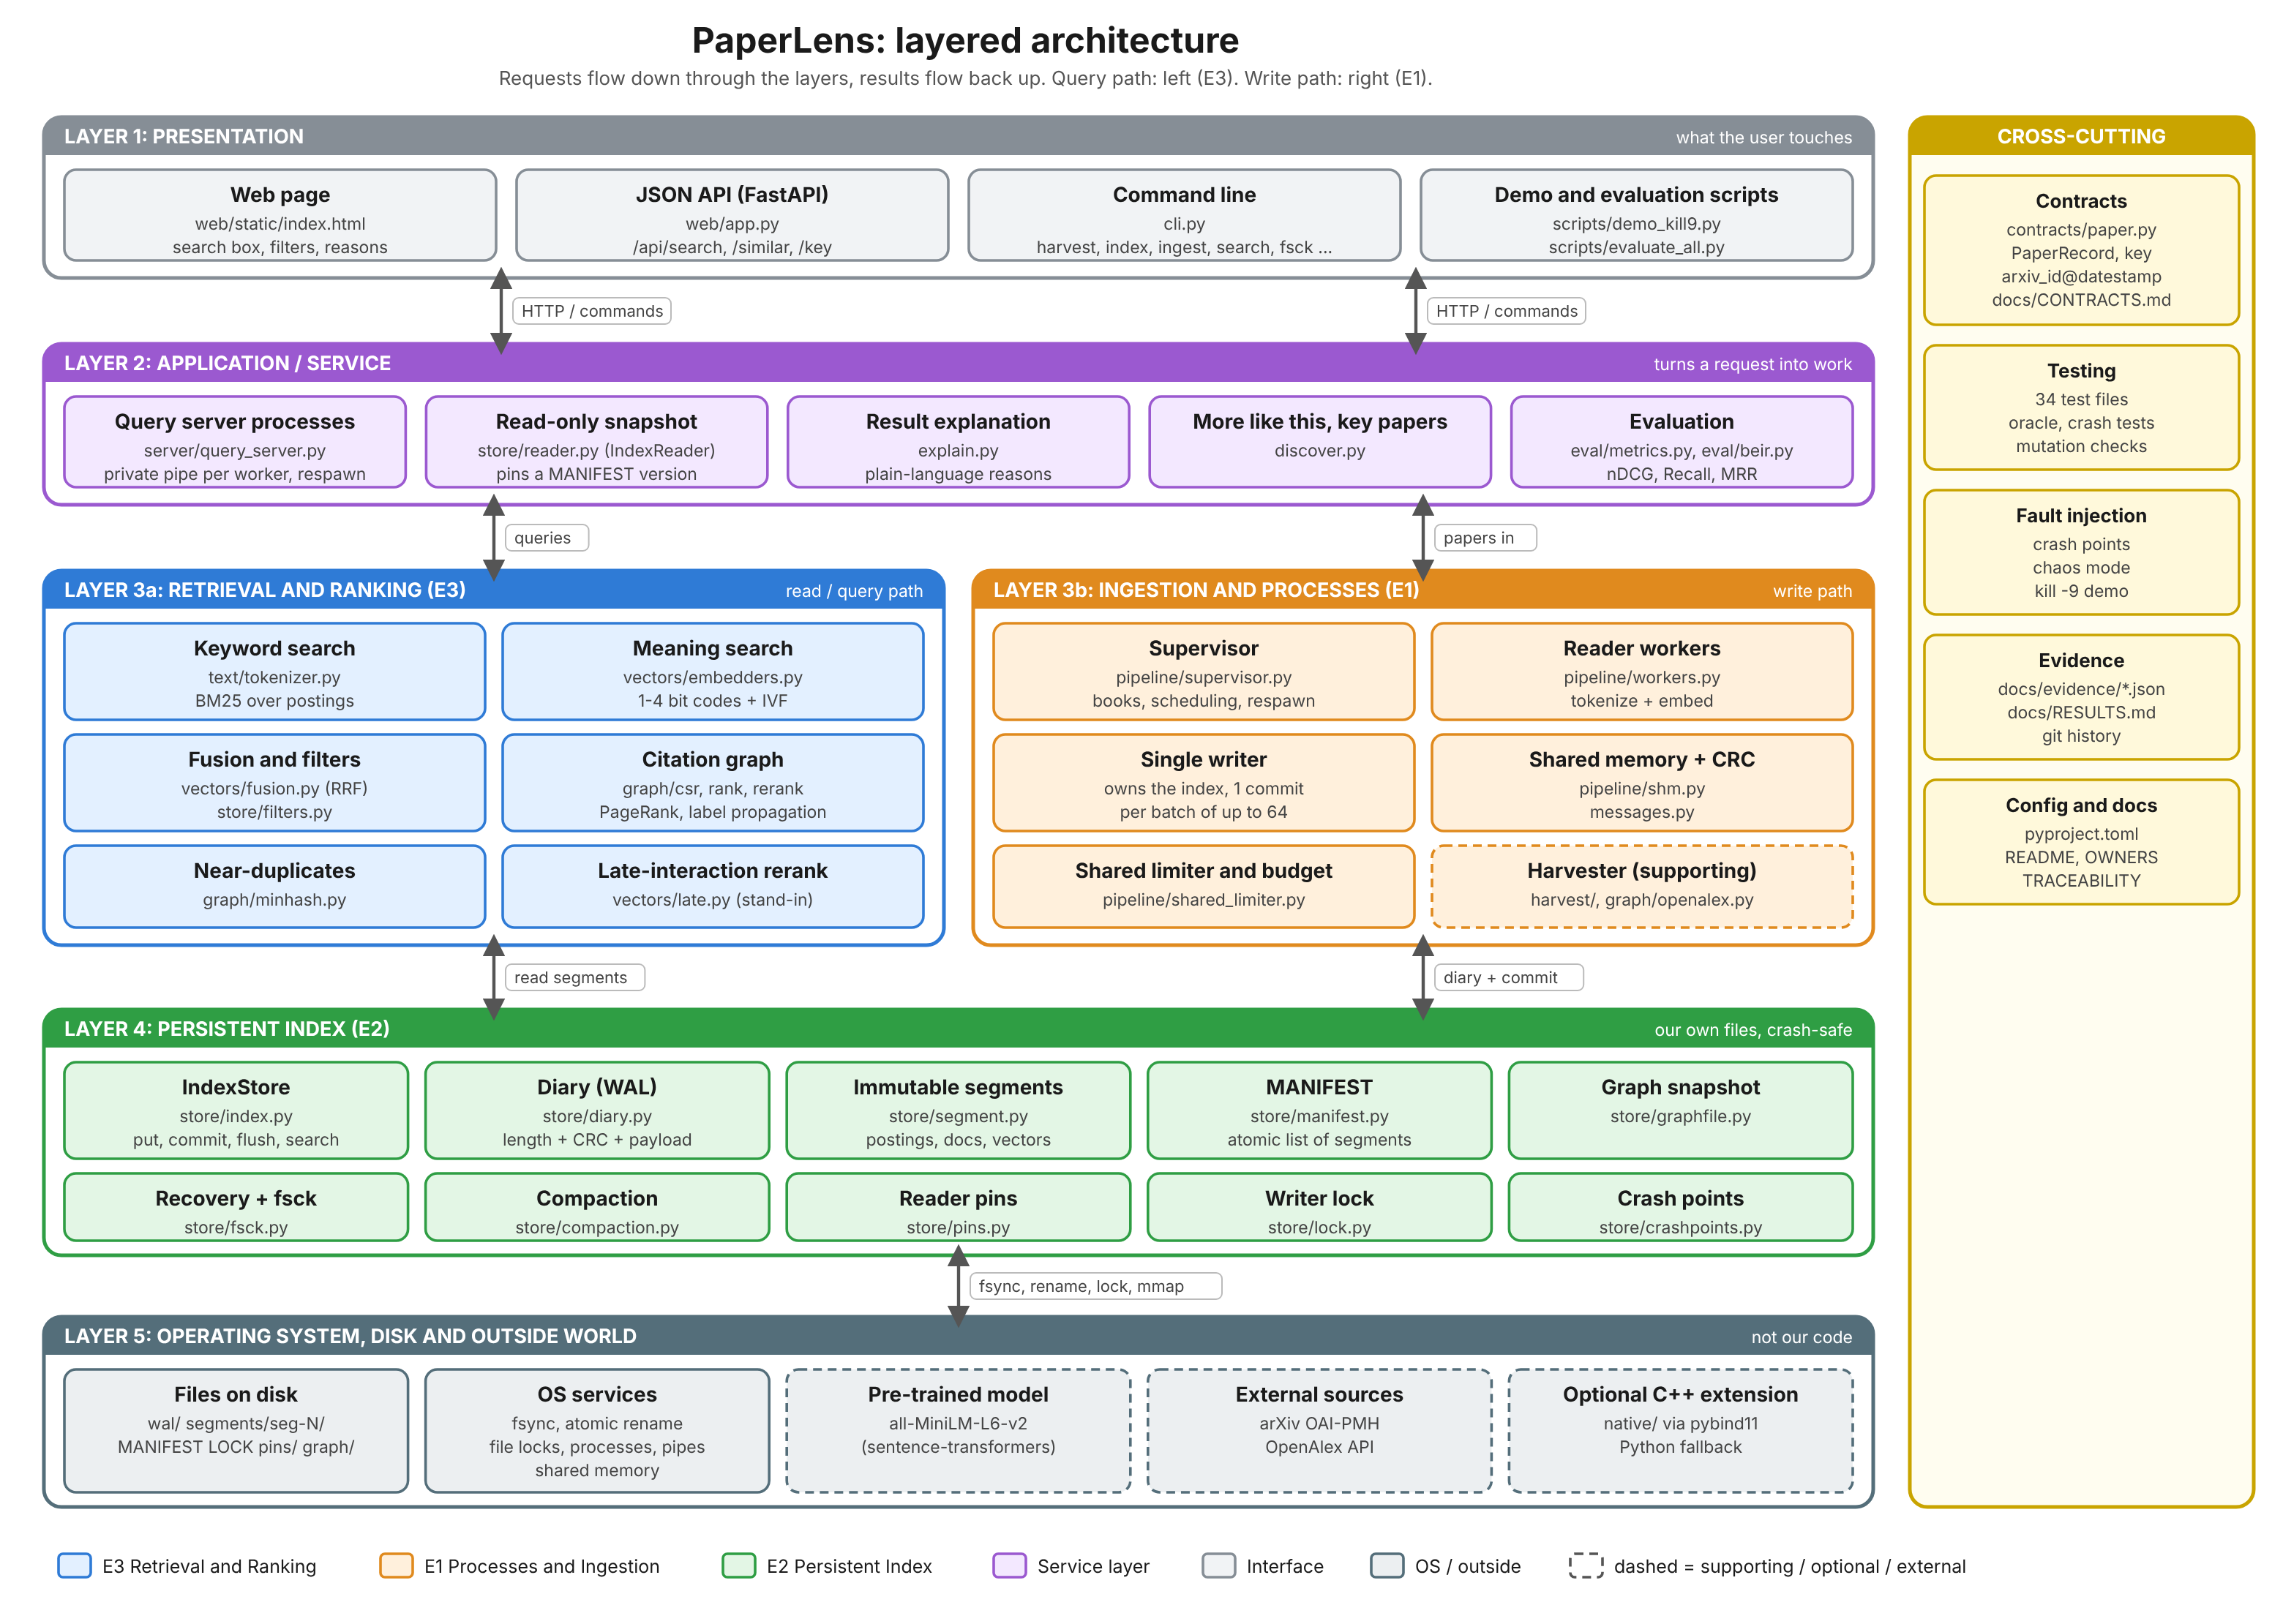 PaperLens: layered architecture
Requests flow down through the layers, results flow back up. Query path: left (E3). Write path: right (E1).
LAYER 1: PRESENTATION
what the user touches
Web page
web/static/index.html
search box, filters, reasons
JSON API (FastAPI)
web/app.py
/api/search, /similar, /key
Command line
cli.py
harvest, index, ingest, search, fsck ...
Demo and evaluation scripts
scripts/demo_kill9.py
scripts/evaluate_all.py
HTTP / commands
HTTP / commands
LAYER 2: APPLICATION / SERVICE
turns a request into work
Query server processes
server/query_server.py
private pipe per worker, respawn
Read-only snapshot
store/reader.py (IndexReader)
pins a MANIFEST version
Result explanation
explain.py
plain-language reasons
More like this, key papers
discover.py
Evaluation
eval/metrics.py, eval/beir.py
nDCG, Recall, MRR
queries
papers in
LAYER 3a: RETRIEVAL AND RANKING (E3)
read / query path
Keyword search
text/tokenizer.py
BM25 over postings
Meaning search
vectors/embedders.py
1-4 bit codes + IVF
Fusion and filters
vectors/fusion.py (RRF)
store/filters.py
Citation graph
graph/csr, rank, rerank
PageRank, label propagation
Near-duplicates
graph/minhash.py
Late-interaction rerank
vectors/late.py (stand-in)
LAYER 3b: INGESTION AND PROCESSES (E1)
write path
Supervisor
pipeline/supervisor.py
books, scheduling, respawn
Reader workers
pipeline/workers.py
tokenize + embed
Single writer
owns the index, 1 commit
per batch of up to 64
Shared memory + CRC
pipeline/shm.py
messages.py
Shared limiter and budget
pipeline/shared_limiter.py
Harvester (supporting)
harvest/, graph/openalex.py
read segments
diary + commit
LAYER 4: PERSISTENT INDEX (E2)
our own files, crash-safe
IndexStore
store/index.py
put, commit, flush, search
Diary (WAL)
store/diary.py
length + CRC + payload
Immutable segments
store/segment.py
postings, docs, vectors
MANIFEST
store/manifest.py
atomic list of segments
Graph snapshot
store/graphfile.py
Recovery + fsck
store/fsck.py
Compaction
store/compaction.py
Reader pins
store/pins.py
Writer lock
store/lock.py
Crash points
store/crashpoints.py
fsync, rename, lock, mmap
LAYER 5: OPERATING SYSTEM, DISK AND OUTSIDE WORLD
not our code
Files on disk
wal/ segments/seg-N/
MANIFEST LOCK pins/ graph/
OS services
fsync, atomic rename
file locks, processes, pipes
shared memory
Pre-trained model
all-MiniLM-L6-v2
(sentence-transformers)
External sources
arXiv OAI-PMH
OpenAlex API
Optional C++ extension
native/ via pybind11
Python fallback
CROSS-CUTTING
Contracts
contracts/paper.py
PaperRecord, key
arxiv_id@datestamp
docs/CONTRACTS.md
Testing
34 test files
oracle, crash tests
mutation checks
Fault injection
crash points
chaos mode
kill -9 demo
Evidence
docs/evidence/*.json
docs/RESULTS.md
git history
Config and docs
pyproject.toml
README, OWNERS
TRACEABILITY
E3 Retrieval and Ranking
E1 Processes and Ingestion
E2 Persistent Index
Service layer
Interface
OS / outside
dashed = supporting / optional / external